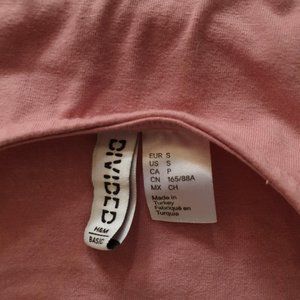 DIVIDED
H&M
BASIC
EUR S
US S
CA P
CN 165/88A
MX CH
Made in
Turkey
Fabriqué en
Turquie